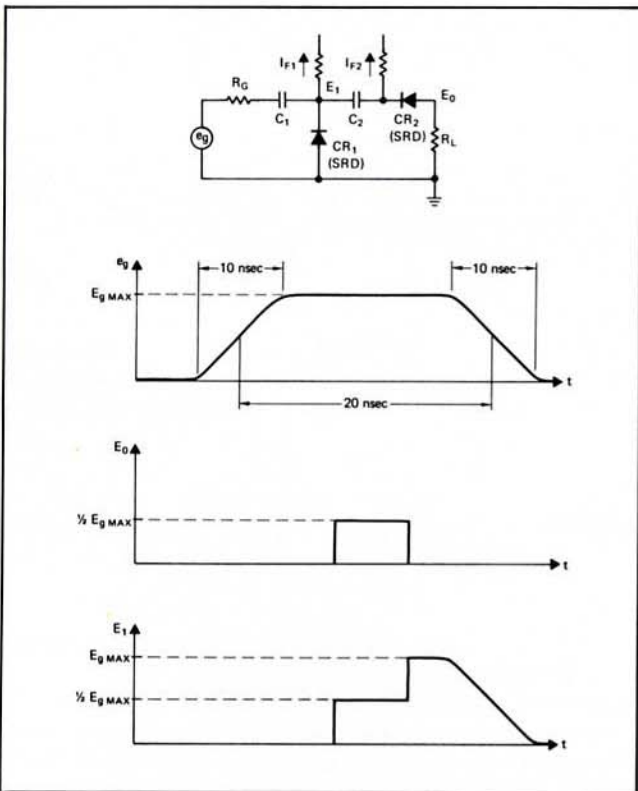 I_F1
I_F2
R_G
E_1
E_0
C_1
C_2
CR_2
(SRD)
e_g
CR_1
(SRD)
R_L
e_g
10 nsec
10 nsec
E_g MAX
t
20 nsec
E_0
½ E_g MAX
t
E_1
E_g MAX
½ E_g MAX
t